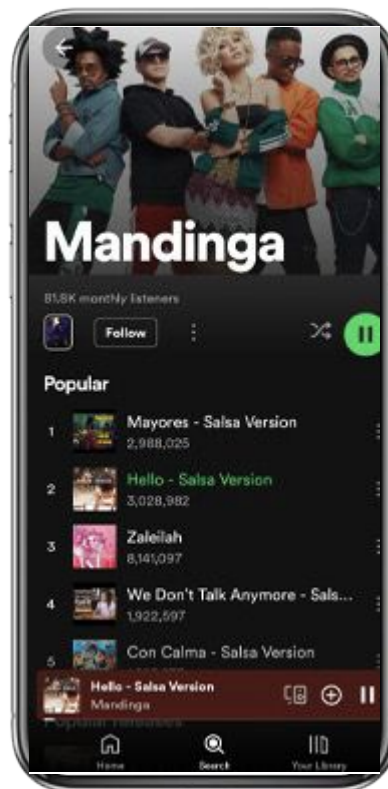 Mandinga
81.8K monthly listeners
Follow
Popular
1
Mayores - Salsa Version
2,988,025
2
Hello - Salsa Version
3,028,982
3
Zaleilah
8,141,097
4
We Don't Talk Anymore - Sals...
1,922,597
5
Con Calma - Salsa Version
Hello - Salsa Version
Mandinga
Popular releases
Home
Search
Your Library